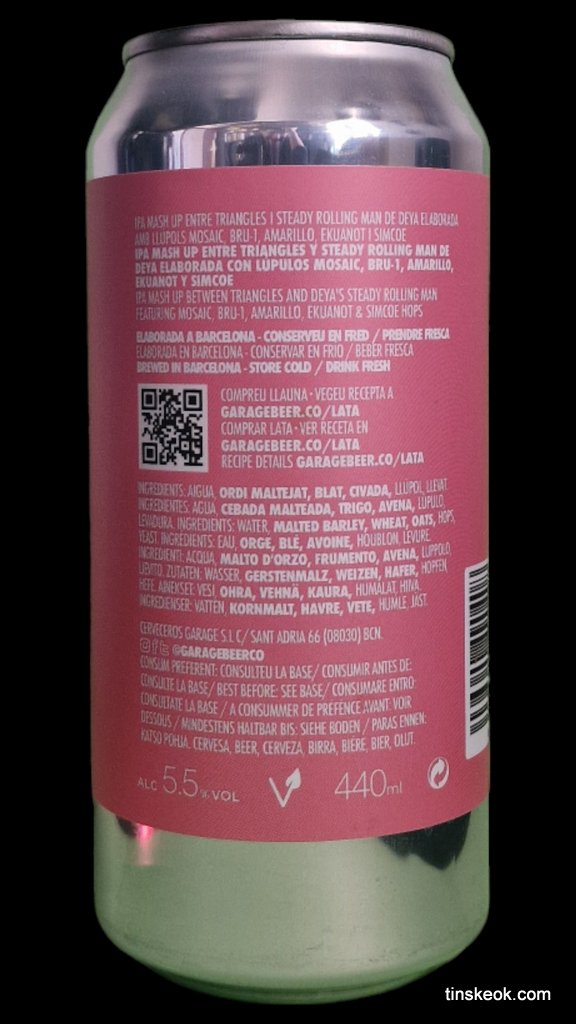 IPA MASH UP ENTRE TRIANGLES I STEADY ROLLING MAN DE DEYA ELABORADA
AMB LLÚPOLS MOSAIC, BRU-1, AMARILLO, EKUANOT I SIMCOE
IPA MASH UP ENTRE TRIANGLES Y STEADY ROLLING MAN DE
DEYA ELABORADA CON LÚPULOS MOSAIC, BRU-1, AMARILLO,
EKUANOT Y SIMCOE
IPA MASH UP BETWEEN TRIANGLES AND DEYA'S STEADY ROLLING MAN
FEATURING MOSAIC, BRU-1, AMARILLO, EKUANOT & SIMCOE HOPS
ELABORADA A BARCELONA - CONSERVEU EN FRED / PRENDRE FRESCA
ELABORADA EN BARCELONA - CONSERVAR EN FRIO / BEBER FRESCA
BREWED IN BARCELONA - STORE COLD / DRINK FRESH
COMPREU LLAUNA • VEGEU RECEPTA A
GARAGEBEER.CO/LATA
COMPRAR LATA • VER RECETA EN
GARAGEBEER.CO/LATA
RECIPE DETAILS GARAGEBEER.CO/LATA
INGREDIENTS: AIGUA, ORDI MALTEJAT, BLAT, CIVADA, LLUPOL, LLEVAT.
INGREDIENTES: AGUA, CEBADA MALTEADA, TRIGO, AVENA, LUPULO,
LEVADURA. INGREDIENTS: WATER, MALTED BARLEY, WHEAT, OATS, HOPS,
YEAST. INGREDIENTS: EAU, ORGE, BLÉ, AVOINE, HOUBLON, LEVURE.
INGREDIENTI: ACQUA, MALTO D'ORZO, FRUMENTO, AVENA, LUPPOLO,
LIEVITO. ZUTATEN: WASSER, GERSTENMALZ, WEIZEN, HAFER, HOPFEN,
HEFE. AINEKSET: VESI, OHRA, VEHNÄ, KAURA, HUMALAT, HIIVA.
INGREDIENSER: VATTEN, KORNMALT, HAVRE, VETE, HUMLE, JÄST.
CERVECEROS GARAGE S.L C/ SANT ADRIA 66 (08030) BCN.
@GARAGEBEERCO
CONSUM PREFERENT: CONSULTEU LA BASE/ CONSUMIR ANTES DE:
CONSULTE LA BASE/ BEST BEFORE: SEE BASE/ CONSUMARE ENTRO:
CONSULTATE LA BASE / A CONSUMMER DE PREFENCE AVANT: VOIR
DESSOUS / MINDESTENS HALTBAR BIS: SIEHE BODEN / PARAS ENNEN:
KATSO POHJA. CERVESA, BEER, CERVEZA, BIRRA, BIÈRE, BIER, OLUT.
ALC 5.5% VOL 440ml
tinskeok.com